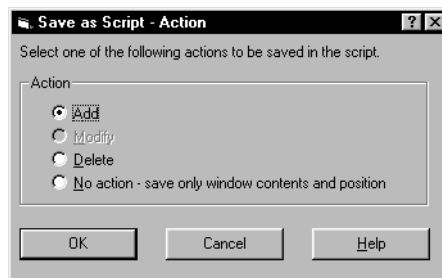 Save as Script - Action
Select one of the following actions to be saved in the script.
Action
Add
Modify
Delete
No action - save only window contents and position
OK Cancel Help